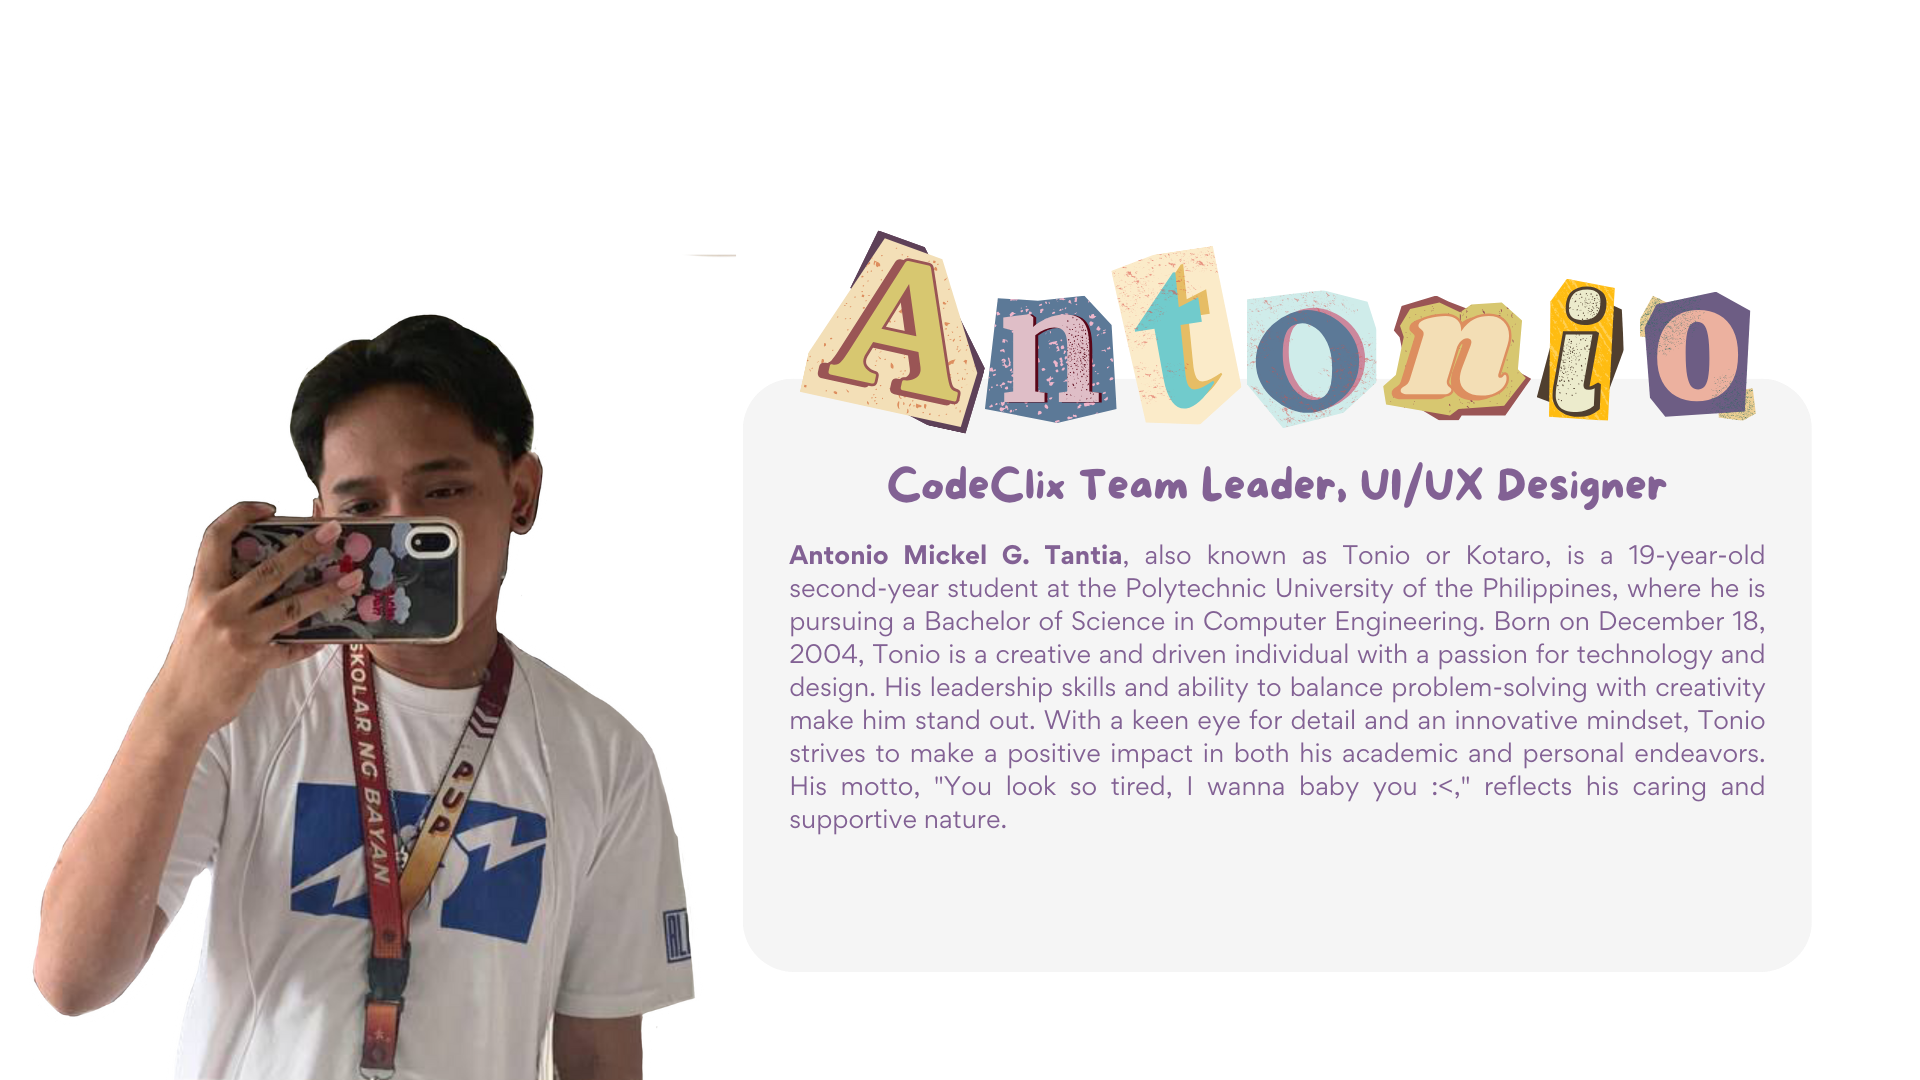 Antonio
CodeClix Team Leader, UI/UX Designer
Antonio Mickel G. Tantia, also known as Tonio or Kotaro, is a 19-year-old
second-year student at the Polytechnic University of the Philippines, where he is
pursuing a Bachelor of Science in Computer Engineering. Born on December 18,
2004, Tonio is a creative and driven individual with a passion for technology and
design. His leadership skills and ability to balance problem-solving with creativity
make him stand out. With a keen eye for detail and an innovative mindset, Tonio
strives to make a positive impact in both his academic and personal endeavors.
His motto, "You look so tired, I wanna baby you :<," reflects his caring and
supportive nature.
SKOLAR NG BAYAN
PUP